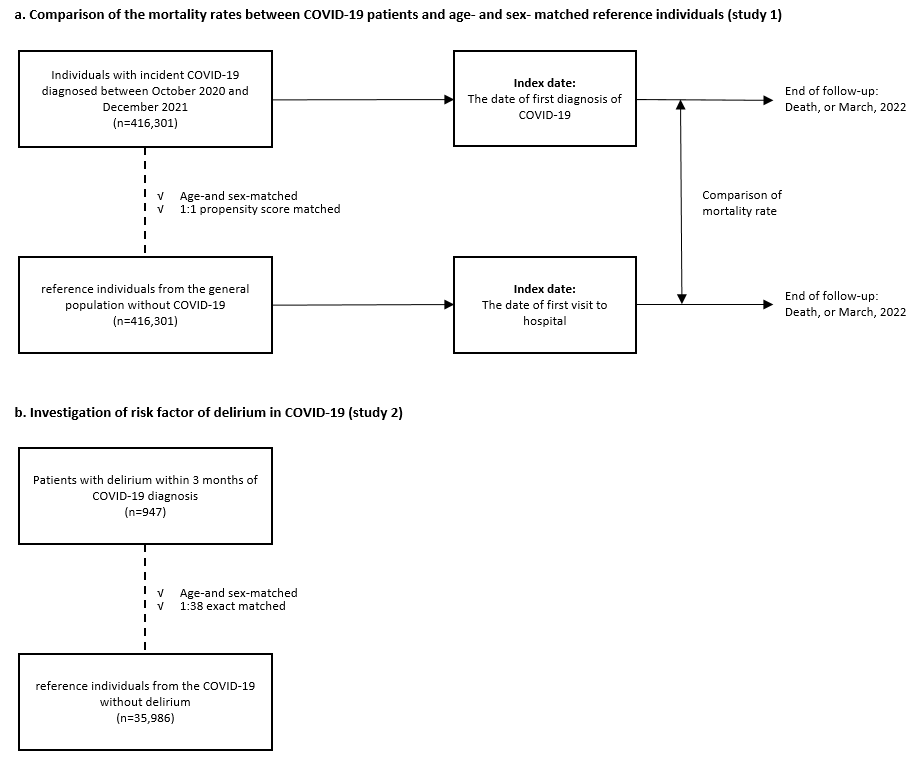 a. Comparison of the mortality rates between COVID-19 patients and age- and sex- matched reference individuals (study 1)
Individuals with incident COVID-19
diagnosed between October 2020 and
December 2021
(n=416,301)
Index date:
The date of first diagnosis of
COVID-19
End of follow-up:
Death, or March, 2022
√ Age-and sex-matched
√ 1:1 propensity score matched
Comparison of
mortality rate
reference individuals from the general
population without COVID-19
(n=416,301)
Index date:
The date of first visit to
hospital
End of follow-up:
Death, or March, 2022
b. Investigation of risk factor of delirium in COVID-19 (study 2)
Patients with delirium within 3 months of
COVID-19 diagnosis
(n=947)
√ Age-and sex-matched
√ 1:38 exact matched
reference individuals from the COVID-19
without delirium
(n=35,986)